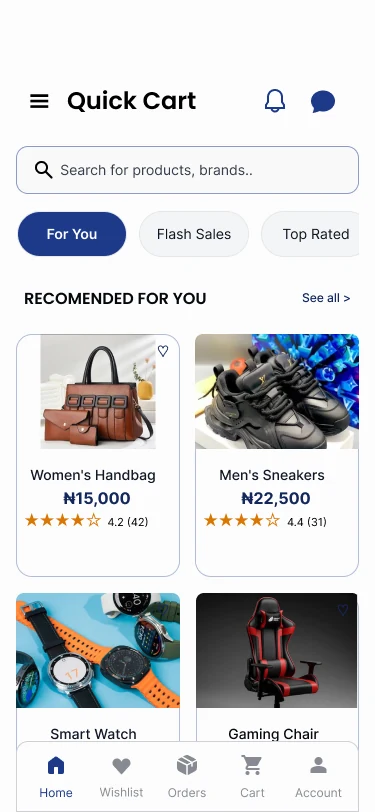 Quick Cart
Search for products, brands..
For You
Flash Sales
Top Rated
RECOMENDED FOR YOU
See all >
Women's Handbag
Men's Sneakers
₦15,000
₦22,500
4.2 (42)
4.4 (31)
Smart Watch
Gaming Chair
Home
Wishlist
Orders
Cart
Account